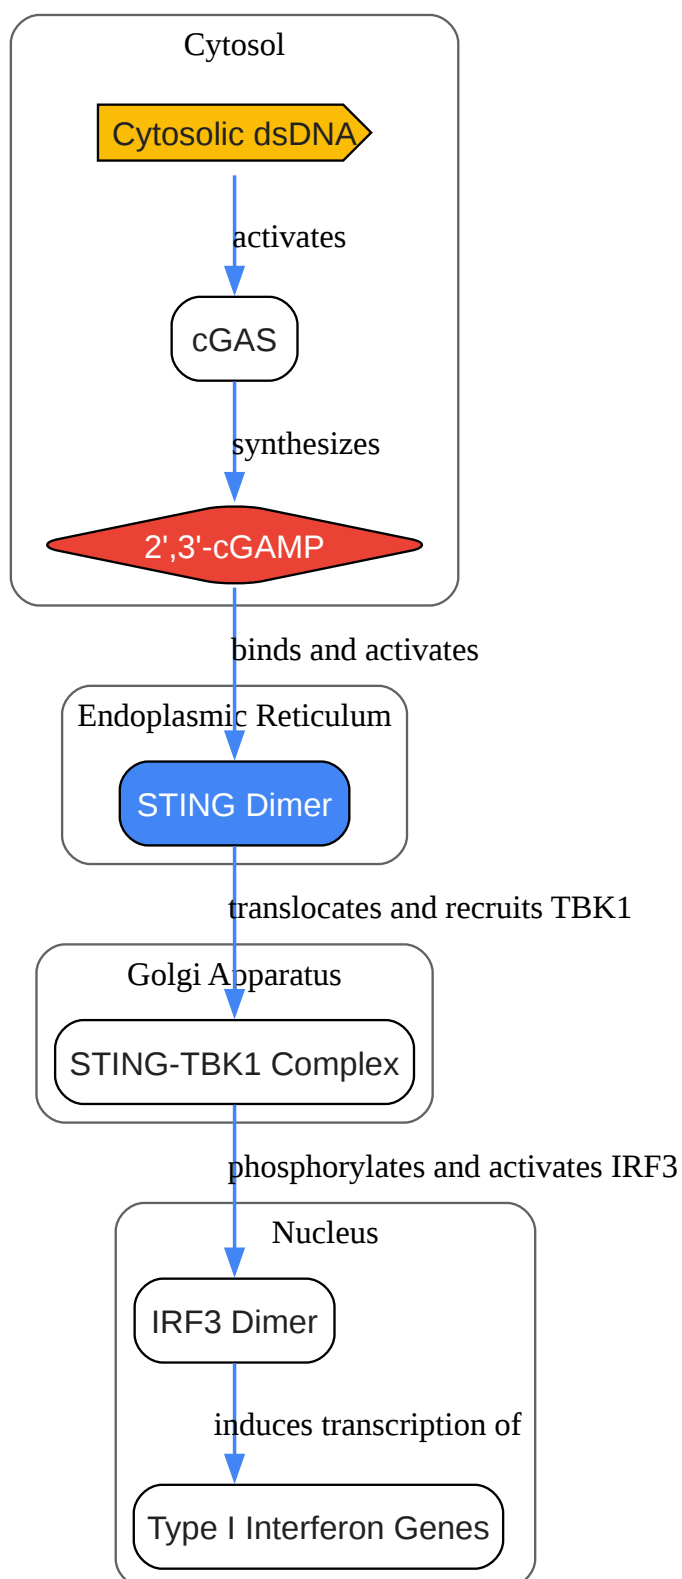 Cytosol
Cytosolic dsDNA
activates
cGAS
synthesizes
2',3'-cGAMP
binds and activates
Endoplasmic Reticulum
STING Dimer
translocates and recruits TBK1
Golgi Apparatus
STING-TBK1 Complex
phosphorylates and activates IRF3
Nucleus
IRF3 Dimer
induces transcription of
Type I Interferon Genes